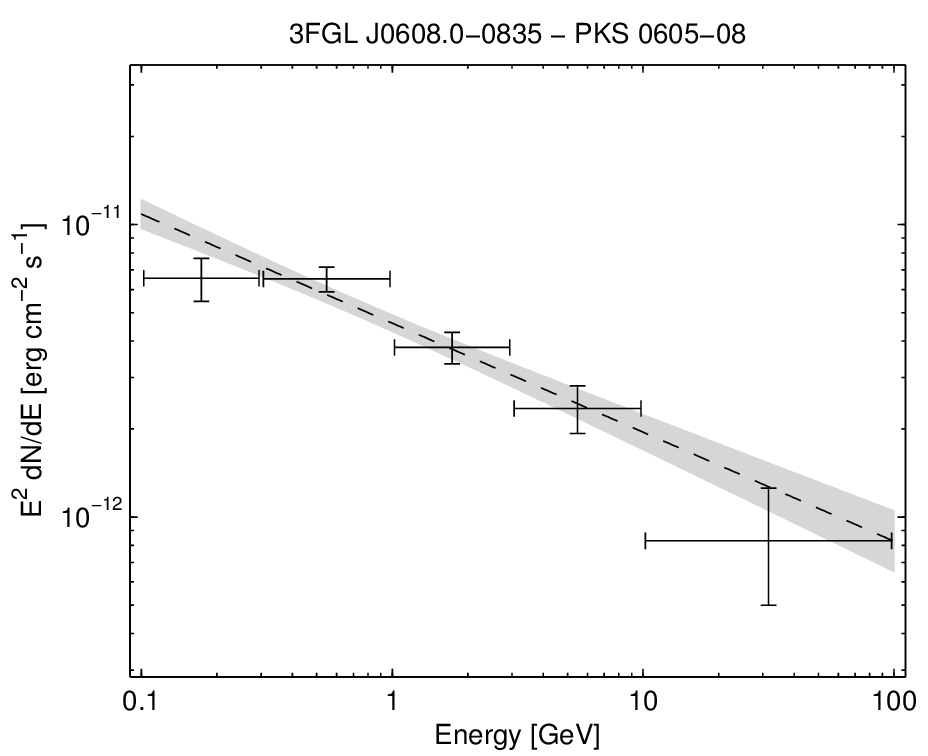 3FGL J0608.0−0835 − PKS 0605−08
E² dN/dE [erg cm⁻² s⁻¹]
10⁻¹¹
10⁻¹²
0.1 1 10 100
Energy [GeV]